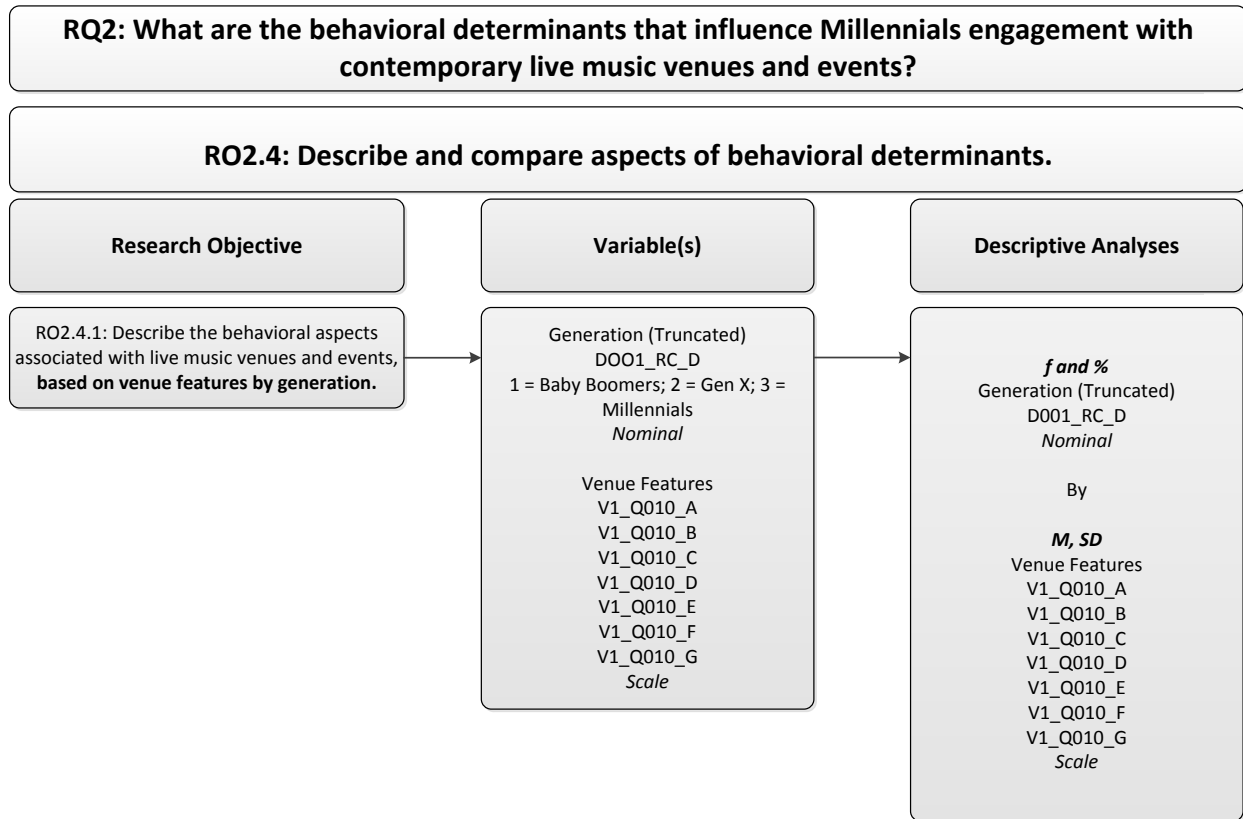 RQ2: What are the behavioral determinants that influence Millennials engagement with
contemporary live music venues and events?
RO2.4: Describe and compare aspects of behavioral determinants.
Research Objective
Variable(s)
Descriptive Analyses
RO2.4.1: Describe the behavioral aspects
associated with live music venues and events,
based on venue features by generation.
Generation (Truncated)
DOO1_RC_D
1 = Baby Boomers; 2 = Gen X; 3 =
Millennials
Nominal
Venue Features
V1_Q010_A
V1_Q010_B
V1_Q010_C
V1_Q010_D
V1_Q010_E
V1_Q010_F
V1_Q010_G
Scale
f and %
Generation (Truncated)
D001_RC_D
Nominal
By
M, SD
Venue Features
V1_Q010_A
V1_Q010_B
V1_Q010_C
V1_Q010_D
V1_Q010_E
V1_Q010_F
V1_Q010_G
Scale